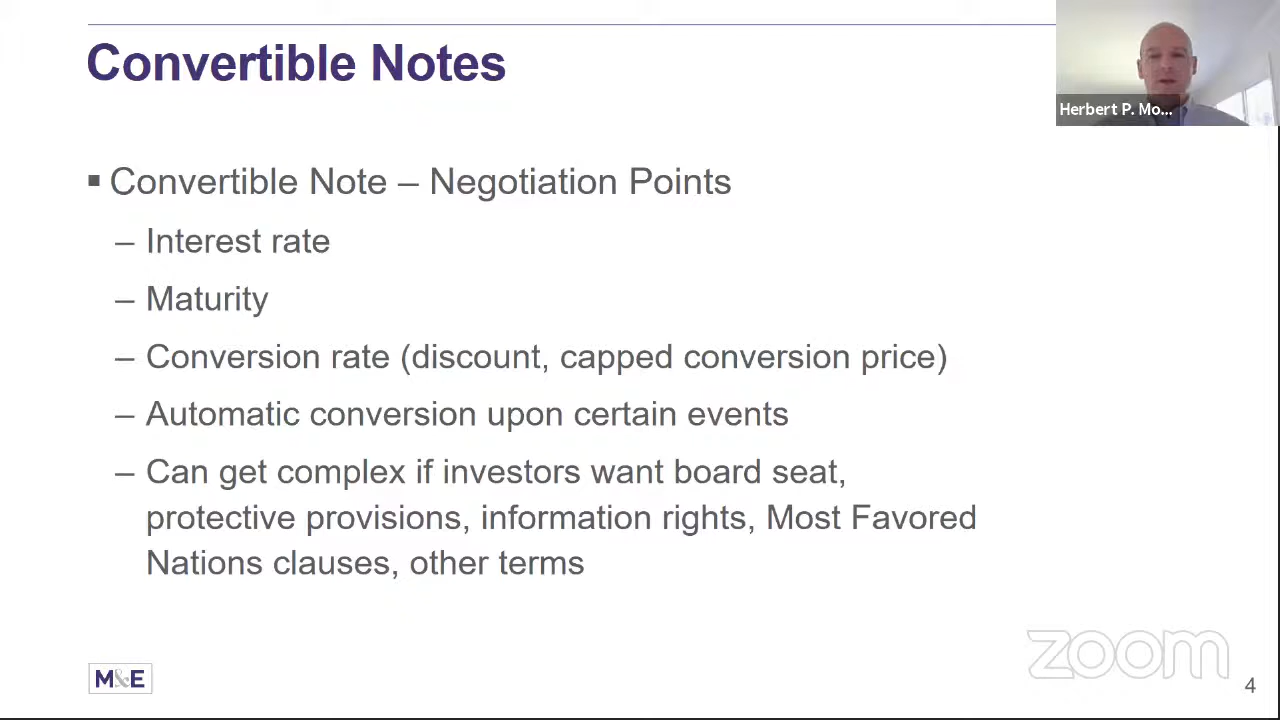 Convertible Notes
Herbert P. Mo...
▪ Convertible Note – Negotiation Points
– Interest rate
– Maturity
– Conversion rate (discount, capped conversion price)
– Automatic conversion upon certain events
– Can get complex if investors want board seat,
protective provisions, information rights, Most Favored
Nations clauses, other terms
zoom
M&E
4